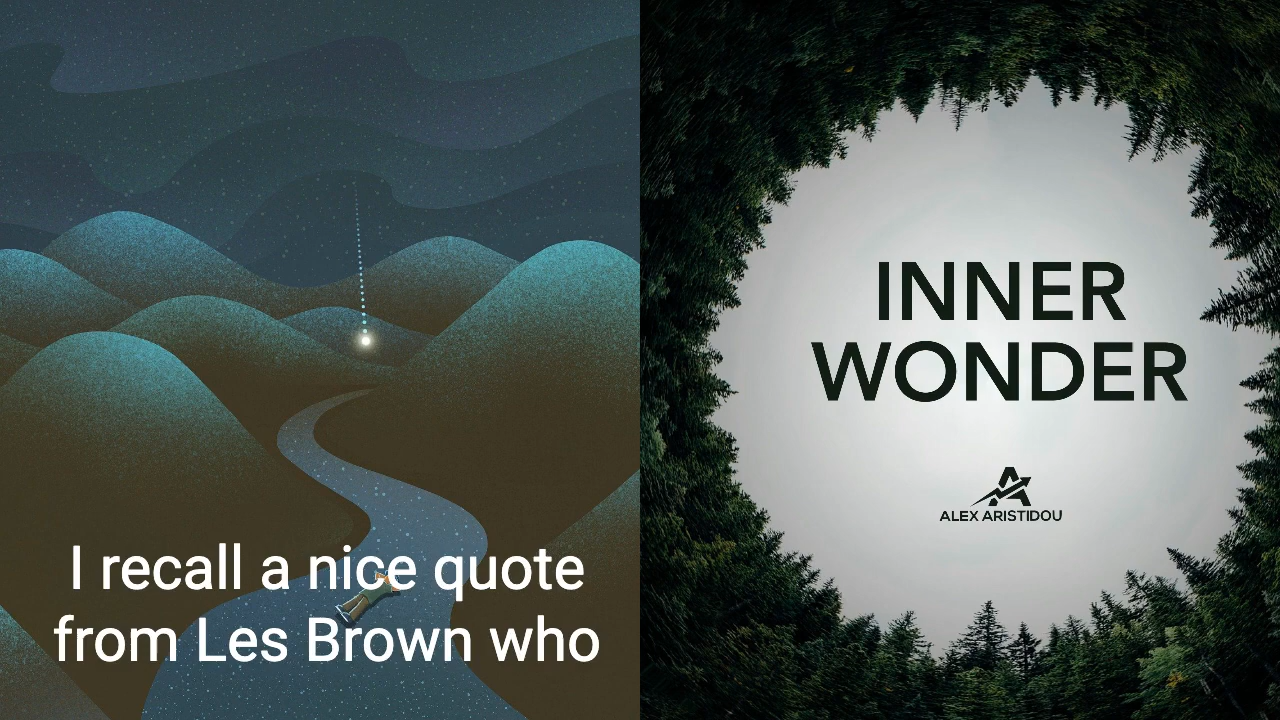 I recall a nice quote
from Les Brown who
INNER
WONDER
ALEX ARISTIDOU